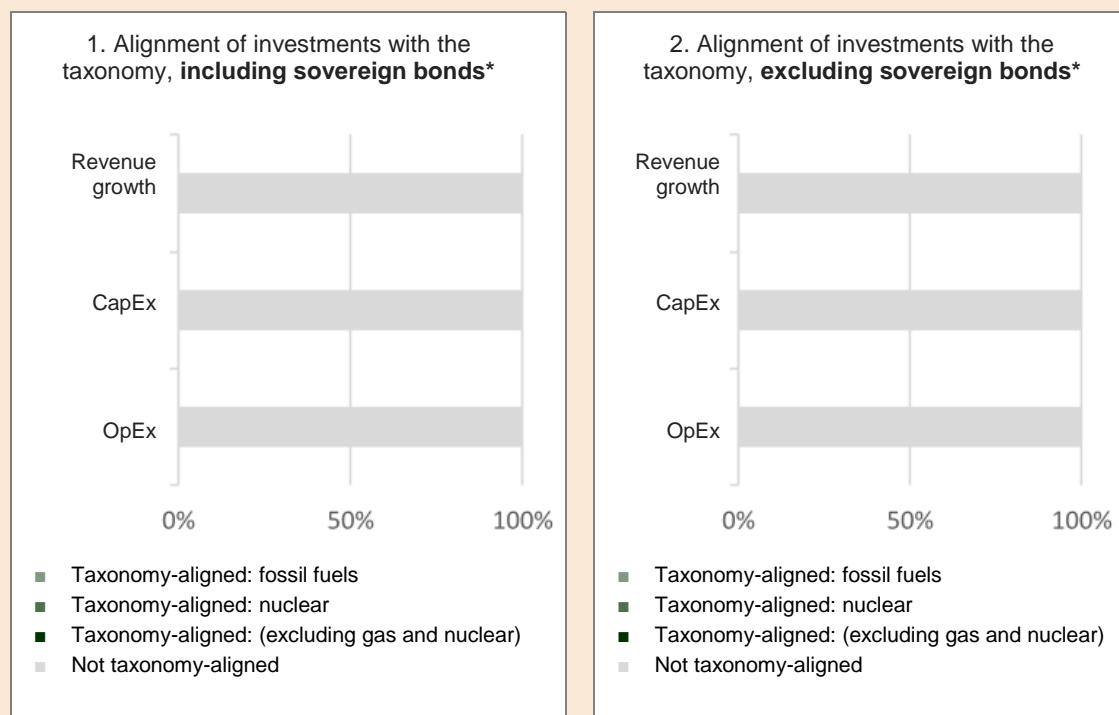 1. Alignment of investments with the
taxonomy, including sovereign bonds*
Revenue
growth
CapEx
OpEx
0% 50% 100%
Taxonomy-aligned: fossil fuels
Taxonomy-aligned: nuclear
Taxonomy-aligned: (excluding gas and nuclear)
Not taxonomy-aligned
2. Alignment of investments with the
taxonomy, excluding sovereign bonds*
Revenue
growth
CapEx
OpEx
0% 50% 100%
Taxonomy-aligned: fossil fuels
Taxonomy-aligned: nuclear
Taxonomy-aligned: (excluding gas and nuclear)
Not taxonomy-aligned